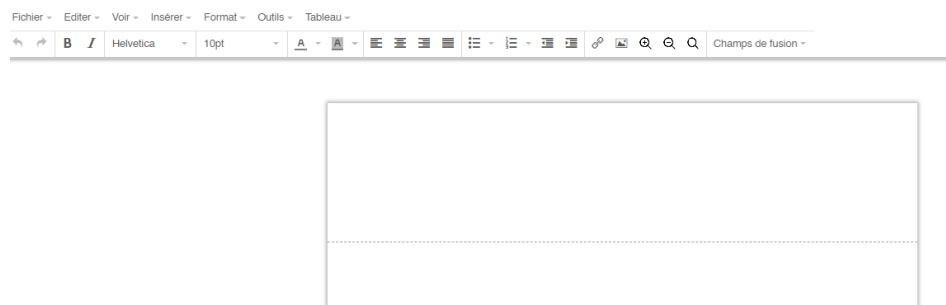 Fichier Editer Voir Insérer Format Outils Tableau
B I Helvetica 10pt A A Champs de fusion